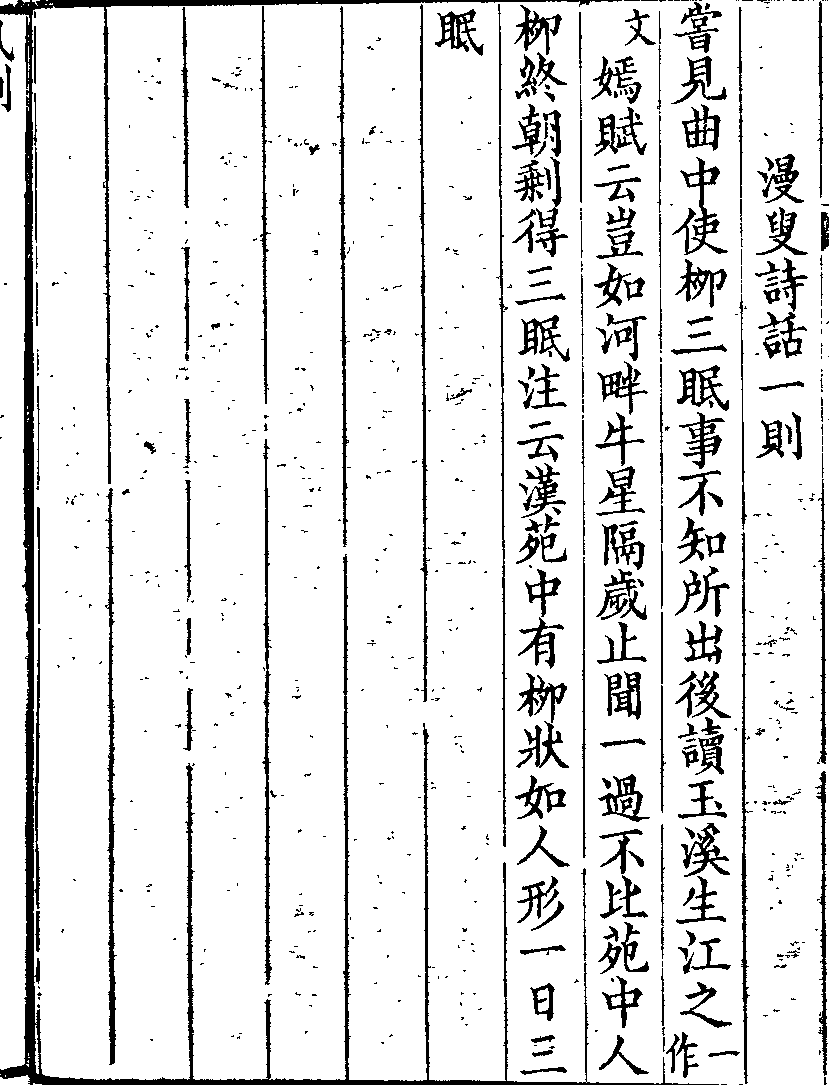 漫叟詩話一則
嘗見曲中使柳三眠事不知所出後讀玉溪生江之一作
文嫣賦云豈如河畔牛星隔歲止聞一過不比苑中人
柳終朝剰得三眠注云漢苑中有柳狀如人形一日三
眠